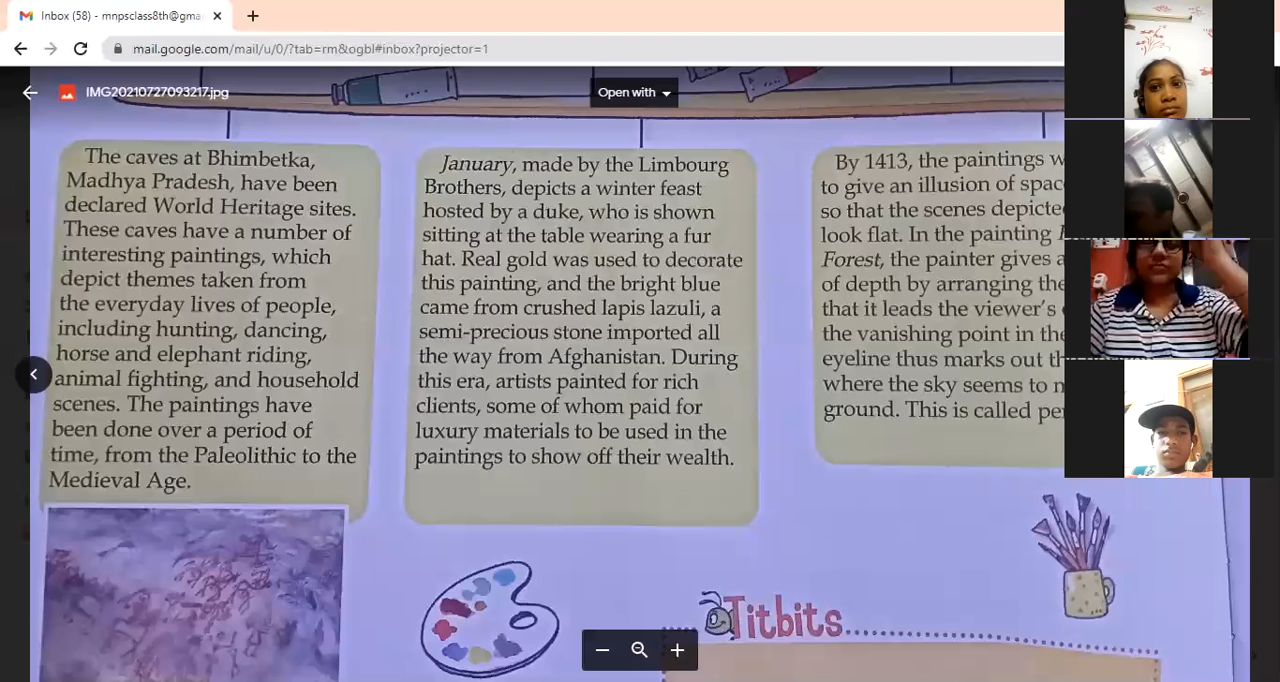 Inbox (58) - mnpsclass8th@gma
mail.google.com/mail/u/0/?tab=rm&ogbl#inbox?projector=1
IMG20210727093217.jpg
Open with
The caves at Bhimbetka,
Madhya Pradesh, have been
declared World Heritage sites.
These caves have a number of
interesting paintings, which
depict themes taken from
the everyday lives of people,
including hunting, dancing,
horse and elephant riding,
animal fighting, and household
scenes. The paintings have
been done over a period of
time, from the Paleolithic to the
Medieval Age.
January, made by the Limbourg
Brothers, depicts a winter feast
hosted by a duke, who is shown
sitting at the table wearing a fur
hat. Real gold was used to decorate
this painting, and the bright blue
came from crushed lapis lazuli, a
semi-precious stone imported all
the way from Afghanistan. During
this era, artists painted for rich
clients, some of whom paid for
luxury materials to be used in the
paintings to show off their wealth.
By 1413, the paintings
to give an illusion of
so that the scenes
look flat. In the painting
Forest, the painter gives
of depth by arranging the
that it leads the viewer's
the vanishing point in the
eyeline thus marks out
where the sky seems to
ground. This is called
Titbits